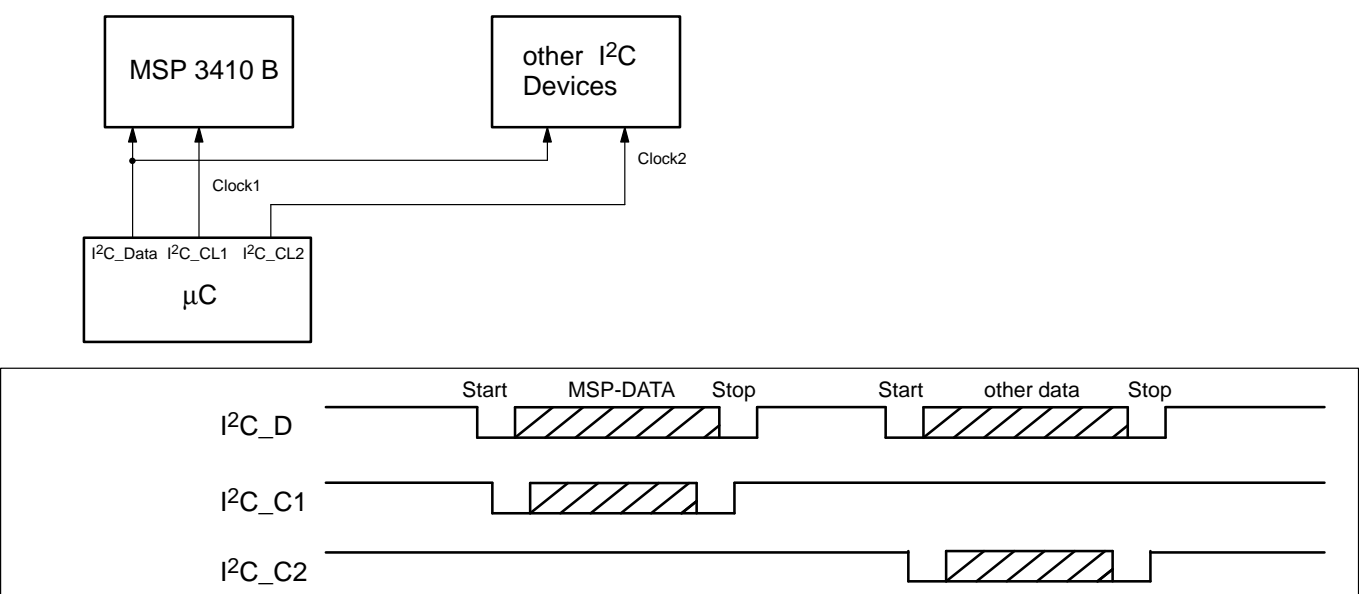 MSP 3410 B
other I²C
Devices
Clock2
Clock1
I²C_Data I²C_CL1 I²C_CL2
µC
Start MSP-DATA Stop Start other data Stop
I²C_D
I²C_C1
I²C_C2